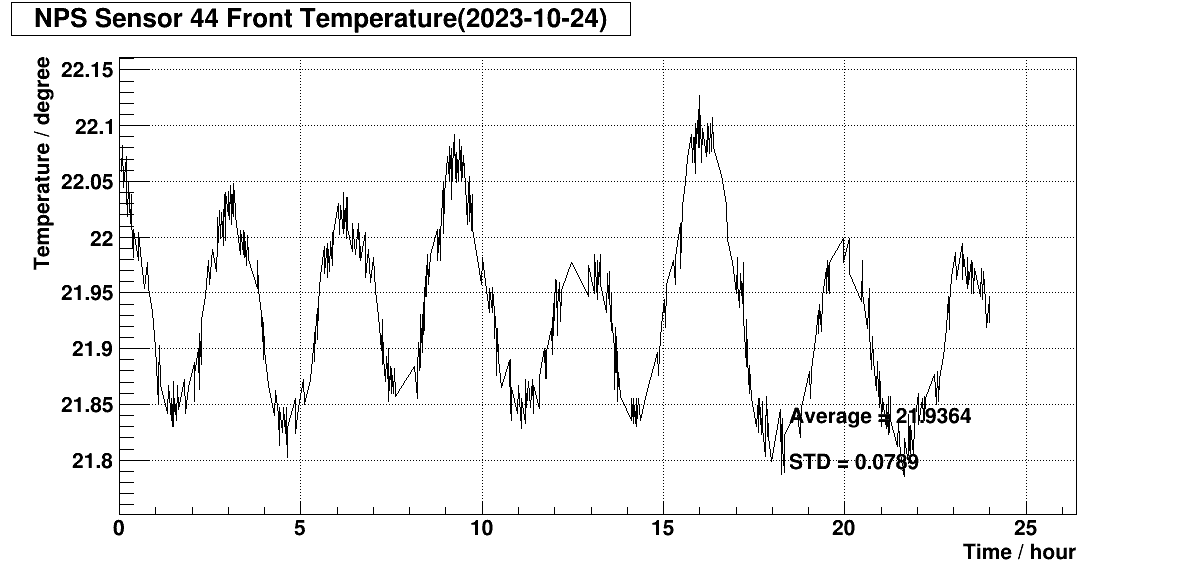 NPS Sensor 44 Front Temperature(2023-10-24)
Temperature / degree
22.15
22.1
22.05
22
21.95
21.9
21.85
21.8
Average = 21.9364
STD = 0.0789
0 5 10 15 20 25
Time / hour